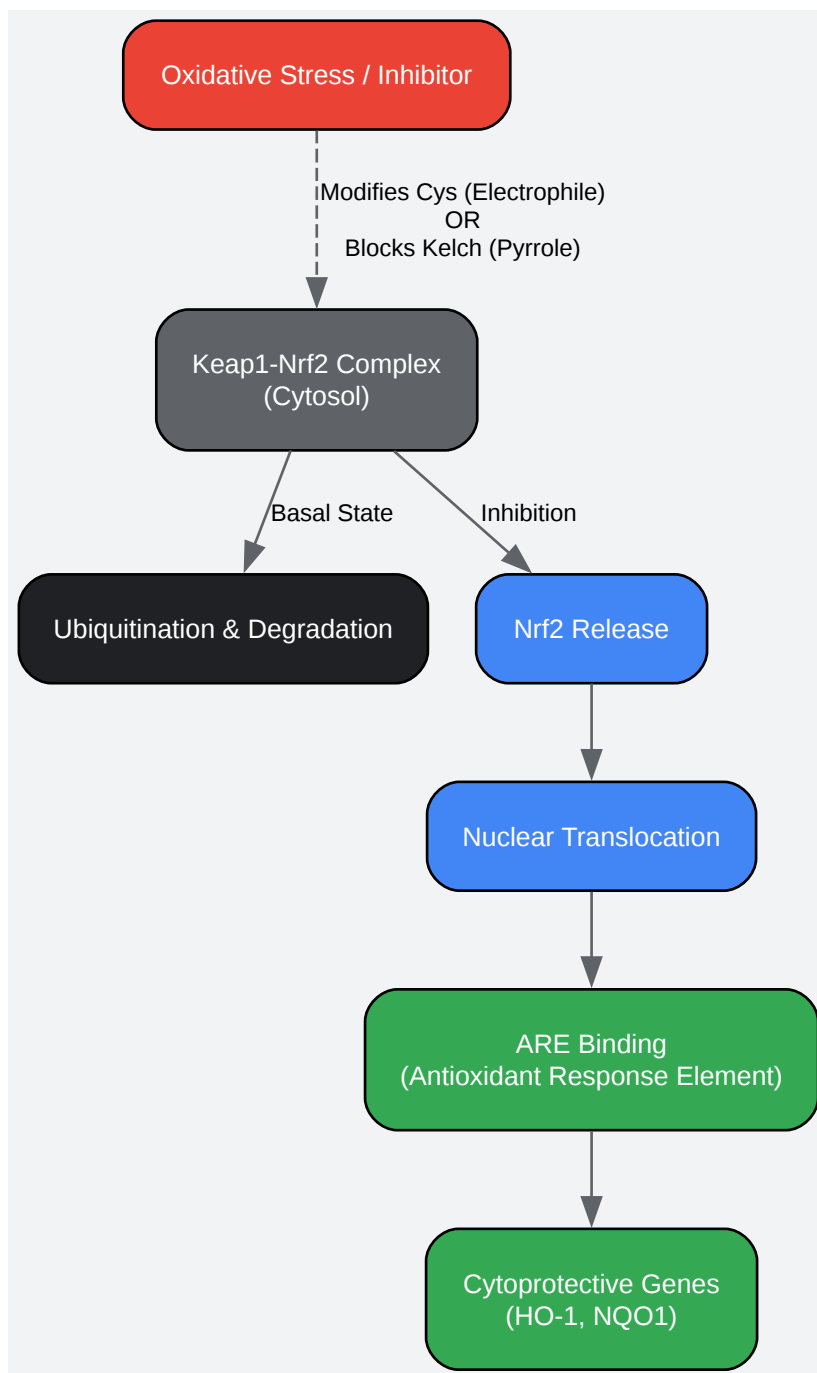 Oxidative Stress / Inhibitor
Modifies Cys (Electrophile)
OR
Blocks Kelch (Pyrrole)
Keap1-Nrf2 Complex
(Cytosol)
Basal State
Inhibition
Ubiquitination & Degradation
Nrf2 Release
Nuclear Translocation
ARE Binding
(Antioxidant Response Element)
Cytoprotective Genes
(HO-1, NQO1)